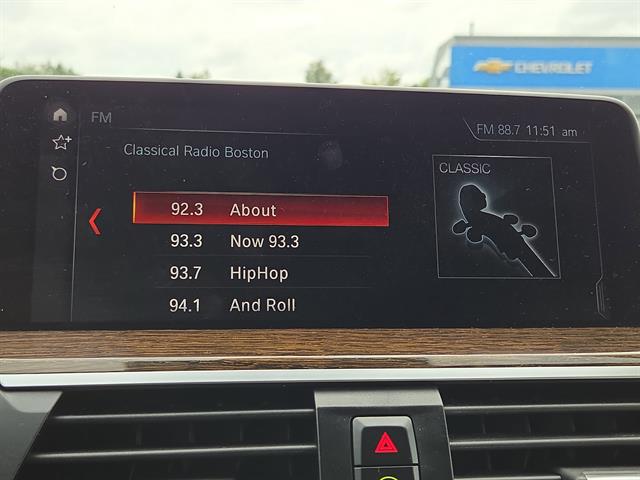 CHEVROLET
FM
FM 88.7 11:51 am
Classical Radio Boston
CLASSIC
92.3 About
93.3 Now 93.3
93.7 HipHop
94.1 And Roll